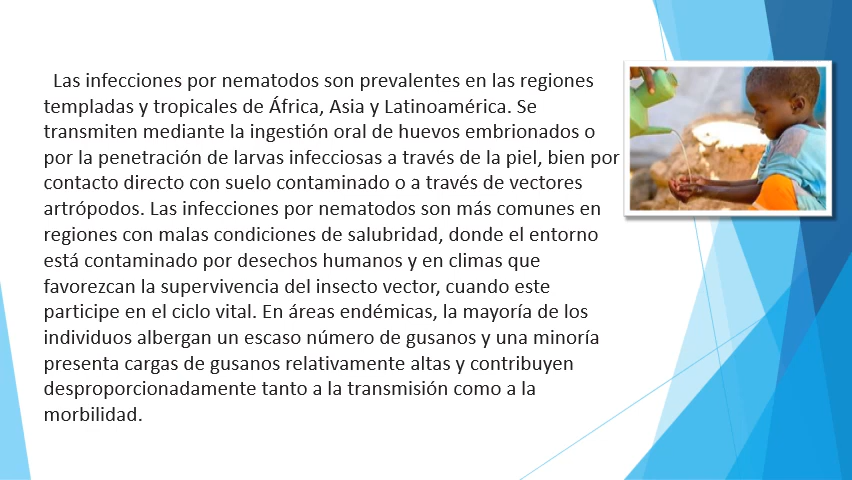 Las infecciones por nematodos son prevalentes en las regiones
templadas y tropicales de África, Asia y Latinoamérica. Se
transmiten mediante la ingestión oral de huevos embrionados o
por la penetración de larvas infecciosas a través de la piel, bien por
contacto directo con suelo contaminado o a través de vectores
artrópodos. Las infecciones por nematodos son más comunes en
regiones con malas condiciones de salubridad, donde el entorno
está contaminado por desechos humanos y en climas que
favorezcan la supervivencia del insecto vector, cuando este
participe en el ciclo vital. En áreas endémicas, la mayoría de los
individuos albergan un escaso número de gusanos y una minoría
presenta cargas de gusanos relativamente altas y contribuyen
desproporcionadamente tanto a la transmisión como a la
morbilidad.